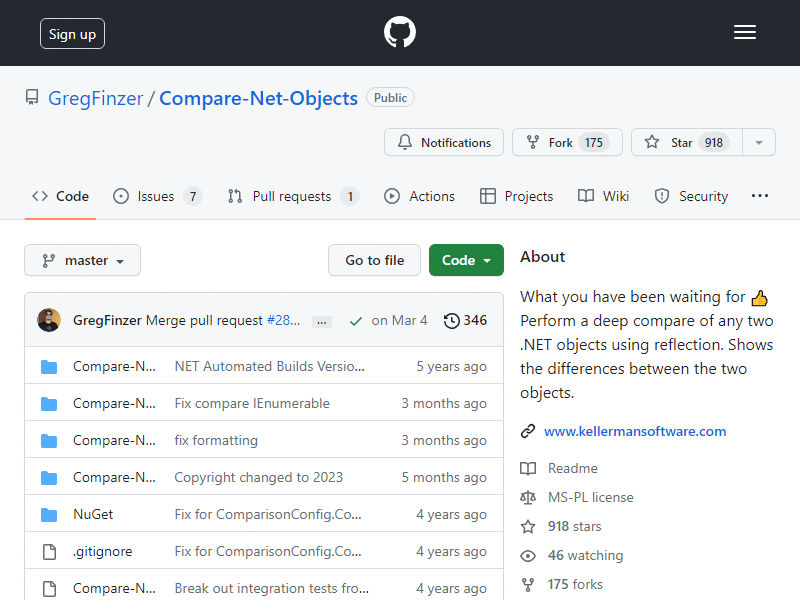 Sign up
GregFinzer / Compare-Net-Objects Public
Notifications Fork 175 Star 918
Code Issues 7 Pull requests 1 Actions Projects Wiki Security
master Go to file Code
GregFinzer Merge pull request #28... ... on Mar 4 346
Compare-N... NET Automated Builds Versio... 5 years ago
Compare-N... Fix compare IEnumerable 3 months ago
Compare-N... fix formatting 3 months ago
Compare-N... Copyright changed to 2023 5 months ago
NuGet Fix for ComparisonConfig.Co... 4 years ago
.gitignore Fix for ComparisonConfig.Co... 4 years ago
Compare-N... Break out integration tests fro... 4 years ago
About
What you have been waiting for 👍
Perform a deep compare of any two
.NET objects using reflection. Shows
the differences between the two
objects.
www.kellermansoftware.com
Readme
MS-PL license
918 stars
46 watching
175 forks